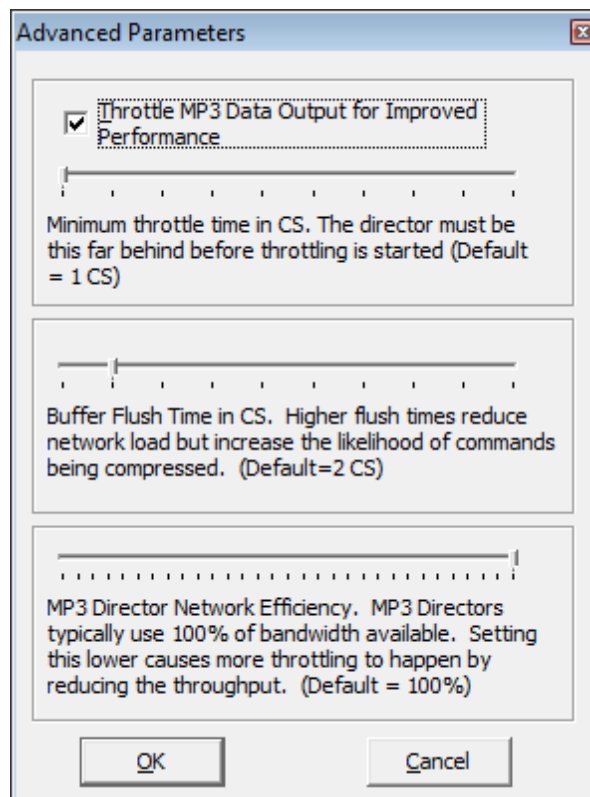 Advanced Parameters
Throttle MP3 Data Output for Improved
Performance
Minimum throttle time in CS. The director must be
this far behind before throttling is started (Default
= 1 CS)
Buffer Flush Time in CS.  Higher flush times reduce
network load but increase the likelihood of commands
being compressed.  (Default=2 CS)
MP3 Director Network Efficiency.  MP3 Directors
typically use 100% of bandwidth available.  Setting
this lower causes more throttling to happen by
reducing the throughput.  (Default = 100%)
OK
Cancel